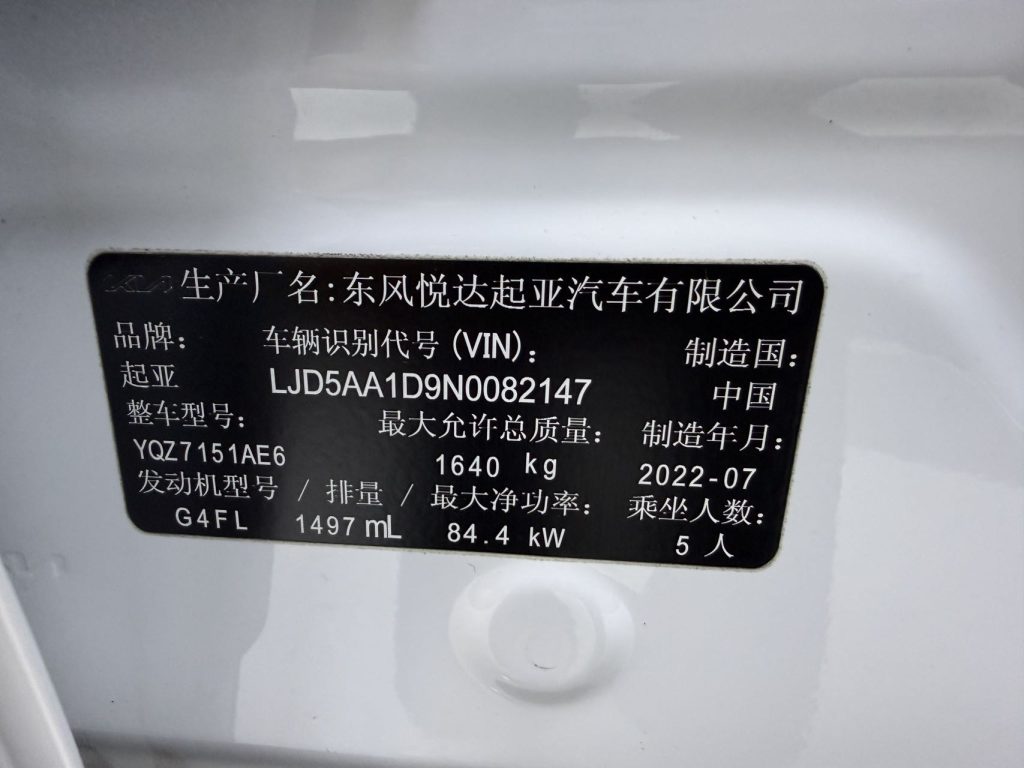 KIA 生产厂名:东风悦达起亚汽车有限公司
品牌: 车辆识别代号(VIN): 制造国:
起亚 LJD5AA1D9N0082147 中国
整车型号: 最大允许总质量: 制造年月:
YQZ7151AE6 1640 kg 2022-07
发动机型号 / 排量 / 最大净功率: 乘坐人数:
G4FL 1497mL 84.4 kW 5人